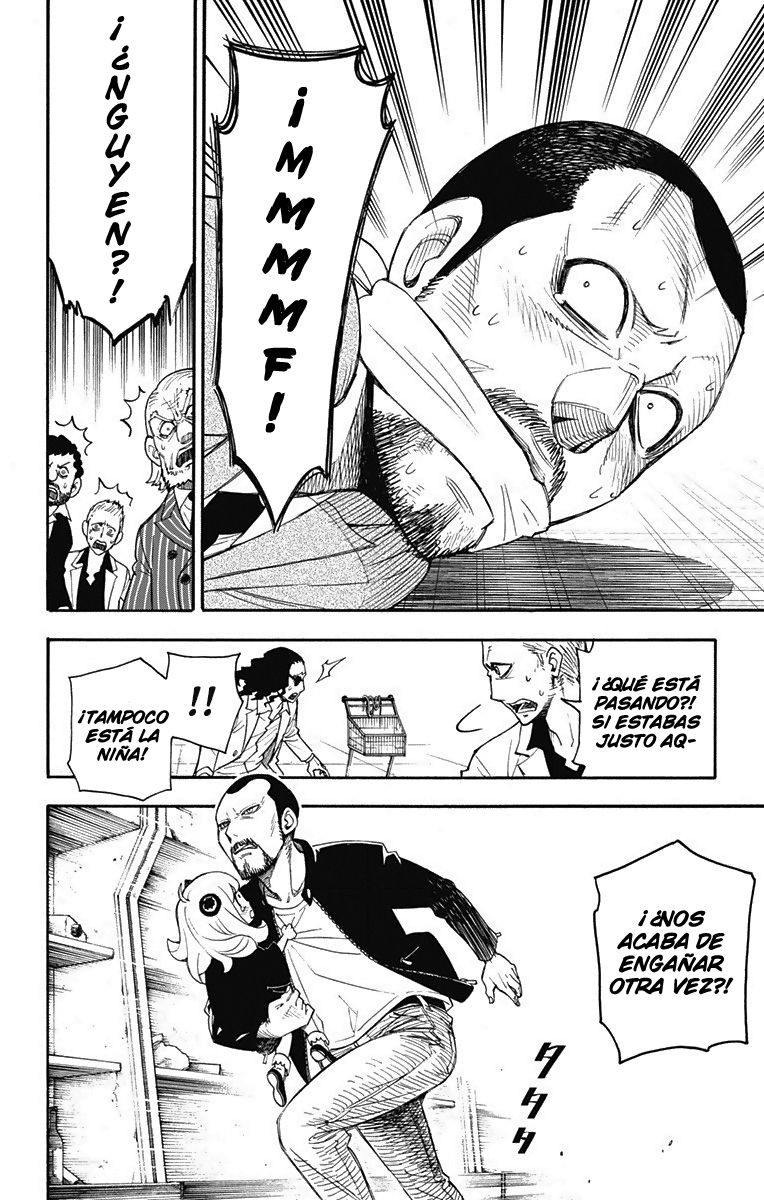 ¡MMMMF!
¡¿NGUYEN?!
¡¿QUÉ ESTÁ
PASANDO?!
SI ESTABAS
JUSTO AQ-
!!
¡TAMPOCO
ESTÁ LA
NIÑA!
¡¿NOS
ACABA DE
ENGAÑAR
OTRA VEZ?!
タタタ